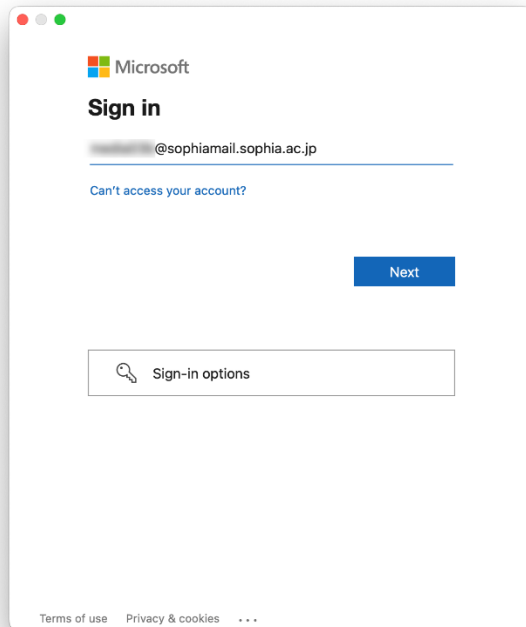 Microsoft
Sign in
@sophiamail.sophia.ac.jp
Can't access your account?
Next
Sign-in options
Terms of use Privacy & cookies ...